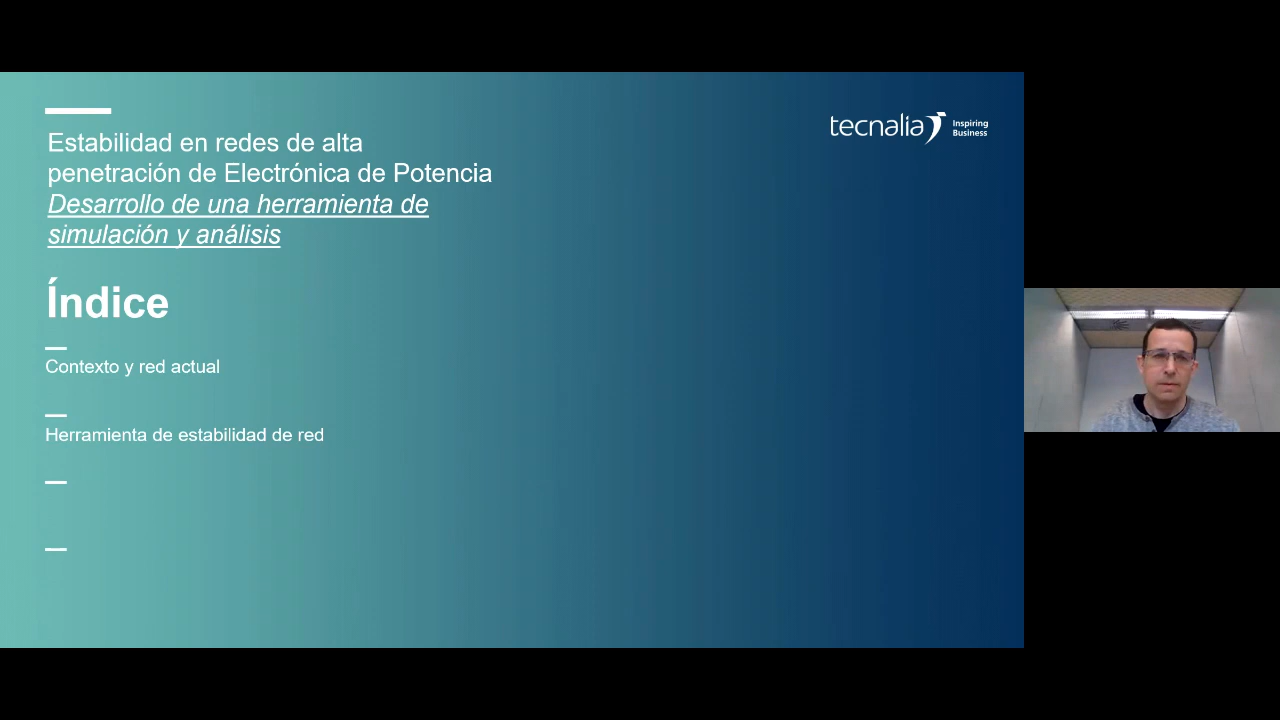 Estabilidad en redes de alta
penetración de Electrónica de Potencia
Desarrollo de una herramienta de
simulación y análisis
tecnalia
Inspiring
Business
Índice
Contexto y red actual
Herramienta de estabilidad de red